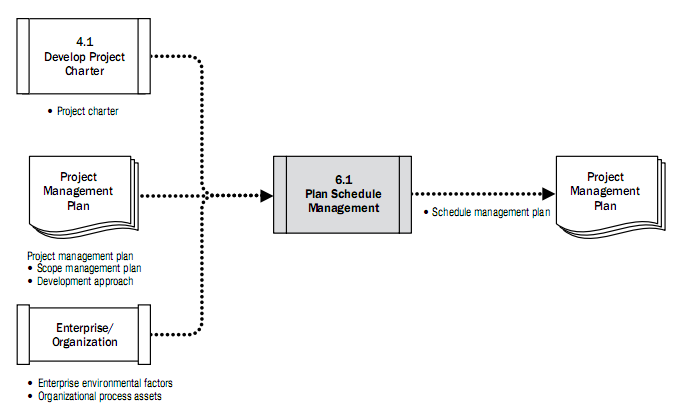 4.1
Develop Project
Charter
• Project charter
Project
Management
Plan
Project management plan
• Scope management plan
• Development approach
Enterprise/
Organization
• Enterprise environmental factors
• Organizational process assets
6.1
Plan Schedule
Management
• Schedule management plan
Project
Management
Plan